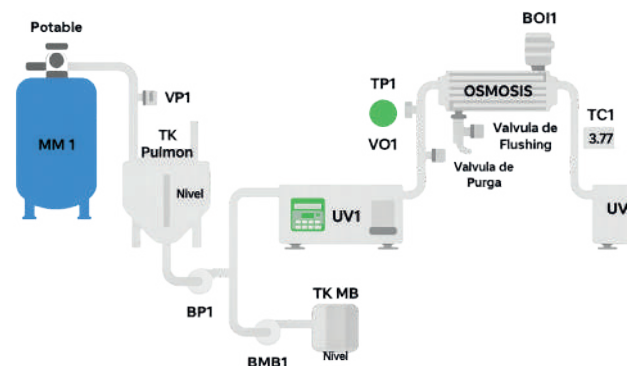 Potable
MM 1
VP1
TK
Pulmon
Nivel
BP1
BMB1
TK MB
Nivel
UV1
TP1
VO1
BOI1
OSMOSIS
Valvula de
Flushing
Valvula de
Purga
TC1
3.77
UV